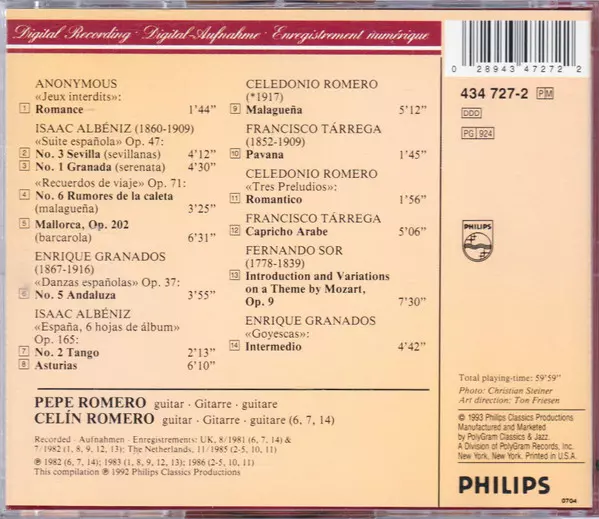 Digital Recording · Digital-Aufnahme · Enregistrement numérique
ANONYMOUS
«Jeux interdits»:
1 Romance 1'44"
ISAAC ALBÉNIZ (1860-1909)
«Suite española» Op. 47:
2 No. 3 Sevilla (sevillanas) 4'12"
3 No. 1 Granada (serenata) 4'30"
«Recuerdos de viaje» Op. 71:
4 No. 6 Rumores de la caleta
(malagueña) 3'25"
5 Mallorca, Op. 202
(barcarola) 6'31"
ENRIQUE GRANADOS
(1867-1916)
«Danzas españolas» Op. 37:
6 No. 5 Andaluza 3'55"
ISAAC ALBÉNIZ
«España, 6 hojas de álbum»
Op. 165:
7 No. 2 Tango 2'13"
8 Asturias 6'10"
CELEDONIO ROMERO
(*1917)
9 Malagueña 5'12"
FRANCISCO TÁRREGA
(1852-1909)
10 Pavana 1'45"
CELEDONIO ROMERO
«Tres Preludios»:
11 Romantico 1'56"
FRANCISCO TÁRREGA
12 Capricho Arabe 5'06"
FERNANDO SOR
(1778-1839)
13 Introduction and Variations
on a Theme by Mozart,
Op. 9 7'30"
ENRIQUE GRANADOS
«Goyescas»:
14 Intermedio 4'42"
PEPE ROMERO guitar · Gitarre · guitare
CELÍN ROMERO guitar · Gitarre · guitare (6, 7, 14)
Recorded · Aufnahmen · Enregistrements: UK, 8/1981 (6, 7, 14) &
7/1982 (1, 8, 9, 12, 13); The Netherlands, 11/1985 (2-5, 10, 11)
℗ 1982 (6, 7, 14); 1983 (1, 8, 9, 12, 13); 1986 (2-5, 10, 11)
This compilation ℗ 1992 Philips Classics Productions
0 28943 47272 2
434 727-2 PM
DDD
PG 924
PHILIPS
Total playing-time: 59'59"
Photo: Christian Steiner
Art direction: Ton Friesen
© 1993 Philips Classics Productions
Manufactured and Marketed
by PolyGram Classics & Jazz.
A Division of PolyGram Records, Inc.
New York, New York. Printed in U.S.A.
PHILIPS
0704